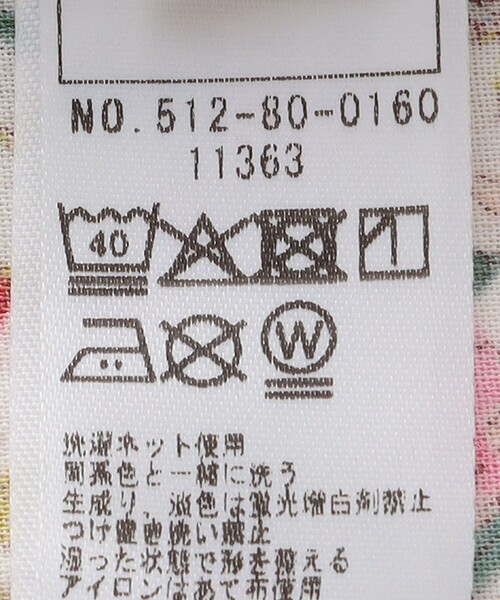 NO.512-80-0160
11363
40
W
洗濯ネット使用
同系色と一緒に洗う
生成り、淡色は蛍光増白剤禁止
つけ置き洗い禁止
湿った状態で形を整える
アイロンはあて布使用